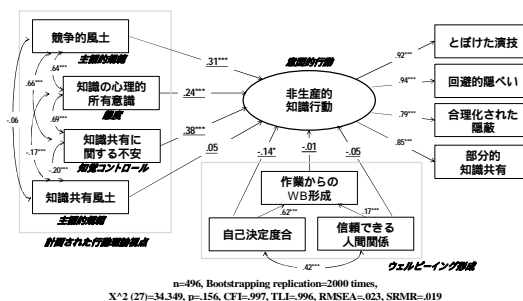 競争的風土
主観的規範
知識の心理的
所有意識
態度
知識共有に
関する不安
知覚コントロール
知識共有風土
主観的規範
計画された行動理論視点
-.06
.66***
.64***
.69***
-.17***
-.20***
.31***
.24***
.38***
.05
意図的行動
非生産的
知識行動
.92***
.94***
.79***
.85***
とぼけた演技
回避的隠ぺい
合理化された
隠蔽
部分的
知識共有
-.14*
-.01
-.05
作業からの
WB形成
.62***
.17***
自己決定度合
信頼できる
人間関係
.42***
ウェルビーイング形成
n=496, Bootstrapping replication=2000 times,
X^2 (27)=34.349, p=.156, CFI=.997, TLI=.996, RMSEA=.023, SRMR=.019